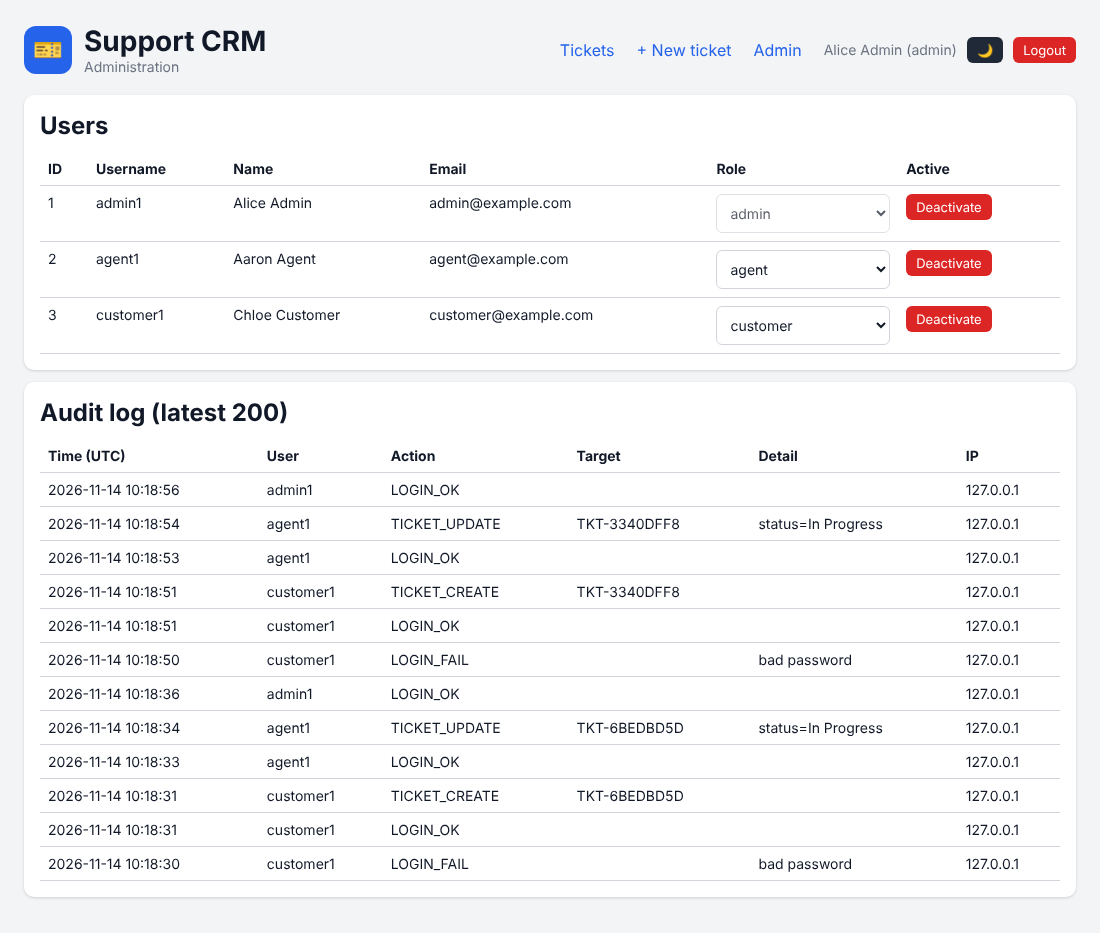 Support CRM
Administration
Tickets + New ticket Admin Alice Admin (admin) Logout
Users
ID Username Name Email Role Active
1 admin1 Alice Admin admin@example.com admin Deactivate
2 agent1 Aaron Agent agent@example.com agent Deactivate
3 customer1 Chloe Customer customer@example.com customer Deactivate
Audit log (latest 200)
Time (UTC) User Action Target Detail IP
2026-11-14 10:18:56 admin1 LOGIN_OK 127.0.0.1
2026-11-14 10:18:54 agent1 TICKET_UPDATE TKT-3340DFF8 status=In Progress 127.0.0.1
2026-11-14 10:18:53 agent1 LOGIN_OK 127.0.0.1
2026-11-14 10:18:51 customer1 TICKET_CREATE TKT-3340DFF8 127.0.0.1
2026-11-14 10:18:51 customer1 LOGIN_OK 127.0.0.1
2026-11-14 10:18:50 customer1 LOGIN_FAIL bad password 127.0.0.1
2026-11-14 10:18:36 admin1 LOGIN_OK 127.0.0.1
2026-11-14 10:18:34 agent1 TICKET_UPDATE TKT-6BEDBD5D status=In Progress 127.0.0.1
2026-11-14 10:18:33 agent1 LOGIN_OK 127.0.0.1
2026-11-14 10:18:31 customer1 TICKET_CREATE TKT-6BEDBD5D 127.0.0.1
2026-11-14 10:18:31 customer1 LOGIN_OK 127.0.0.1
2026-11-14 10:18:30 customer1 LOGIN_FAIL bad password 127.0.0.1